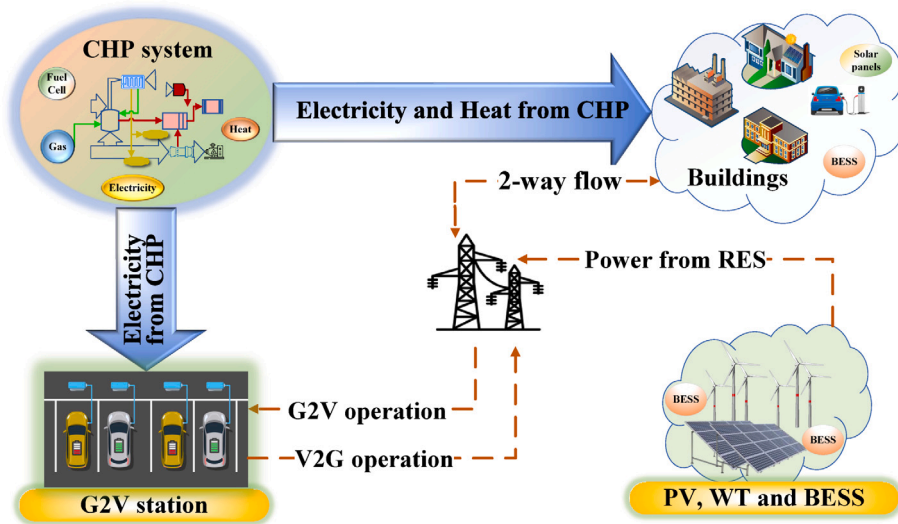 CHP system
Fuel
Cell
Gas
Heat
Electricity
Electricity and Heat from CHP
Solar
panels
BESS
Buildings
2-way flow
Electricity
from CHP
Power from RES
G2V operation
V2G operation
G2V station
BESS
BESS
PV, WT and BESS